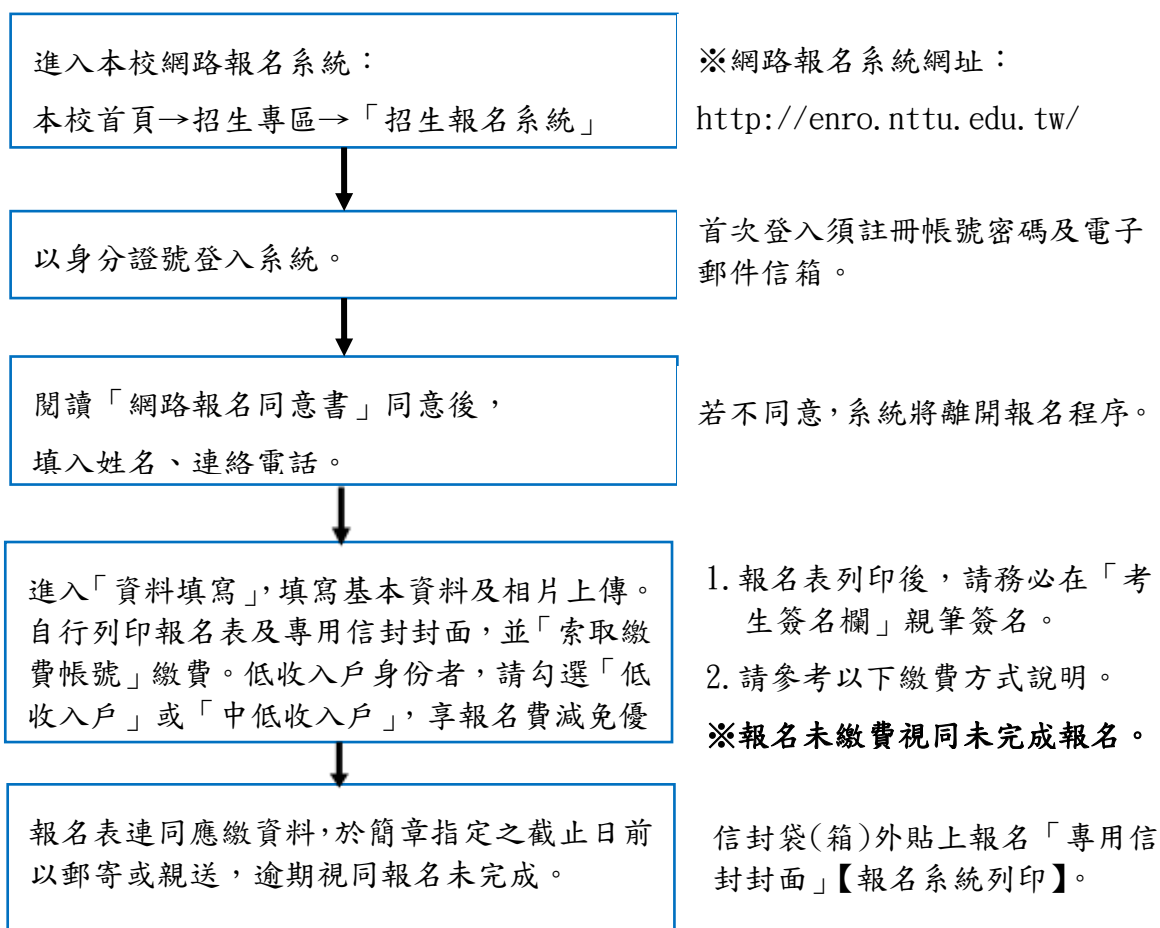 進入本校網路報名系統：
本校首頁→招生專區→「招生報名系統」
※網路報名系統網址：
http://enro.nttu.edu.tw/
以身分證號登入系統。
首次登入須註冊帳號密碼及電子
郵件信箱。
閱讀「網路報名同意書」同意後，
填入姓名、連絡電話。
若不同意，系統將離開報名程序。
進入「資料填寫」，填寫基本資料及相片上傳。
自行列印報名表及專用信封封面，並「索取繳
費帳號」繳費。低收入戶身份者，請勾選「低
收入戶」或「中低收入戶」，享報名費減免優
1.報名表列印後，請務必在「考
生簽名欄」親筆簽名。
2.請參考以下繳費方式說明。
※報名未繳費視同未完成報名。
報名表連同應繳資料，於簡章指定之截止日前
以郵寄或親送，逾期視同報名未完成。
信封袋(箱)外貼上報名「專用信
封封面」【報名系統列印】。